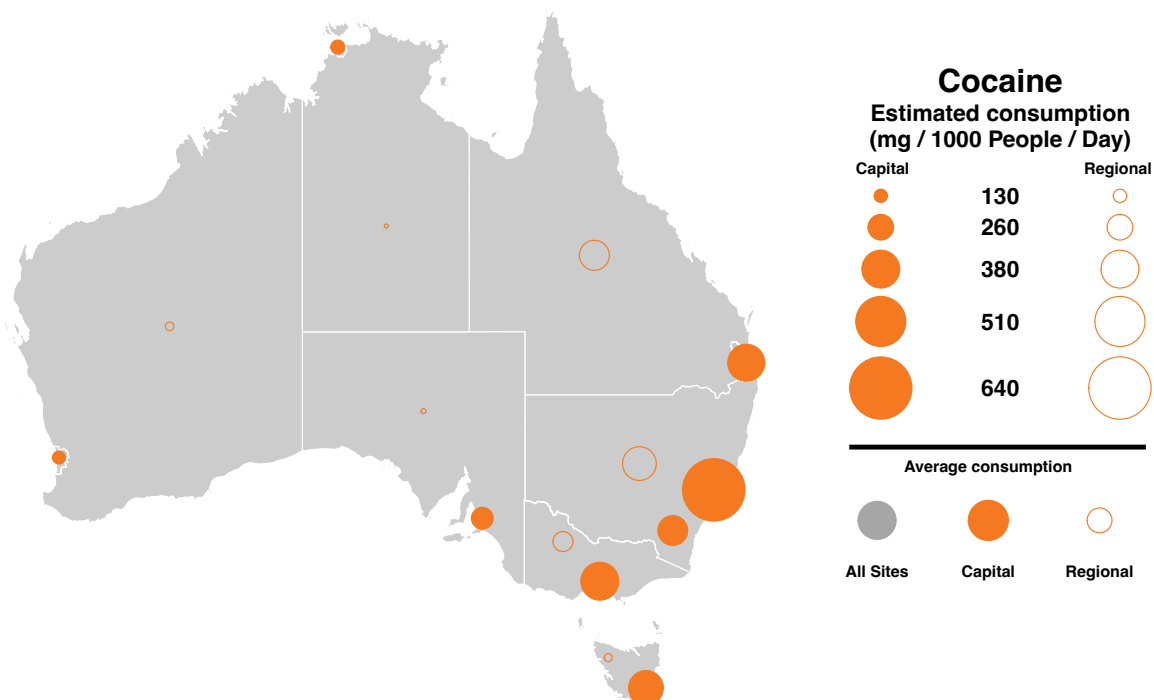 Cocaine
Estimated consumption
(mg / 1000 People / Day)
Capital
Regional
130
260
380
510
640
Average consumption
All Sites
Capital
Regional